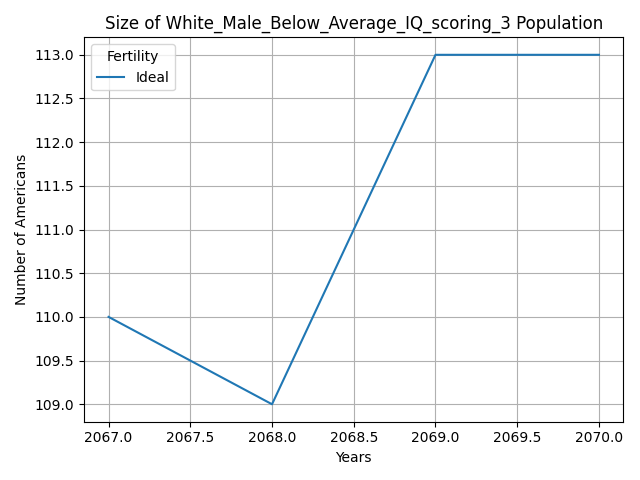 Size of White_Male_Below_Average_IQ_scoring_3 Population
Fertility
Ideal
Number of Americans
113.0
112.5
112.0
111.5
111.0
110.5
110.0
109.5
109.0
2067.0 2067.5 2068.0 2068.5 2069.0 2069.5 2070.0
Years